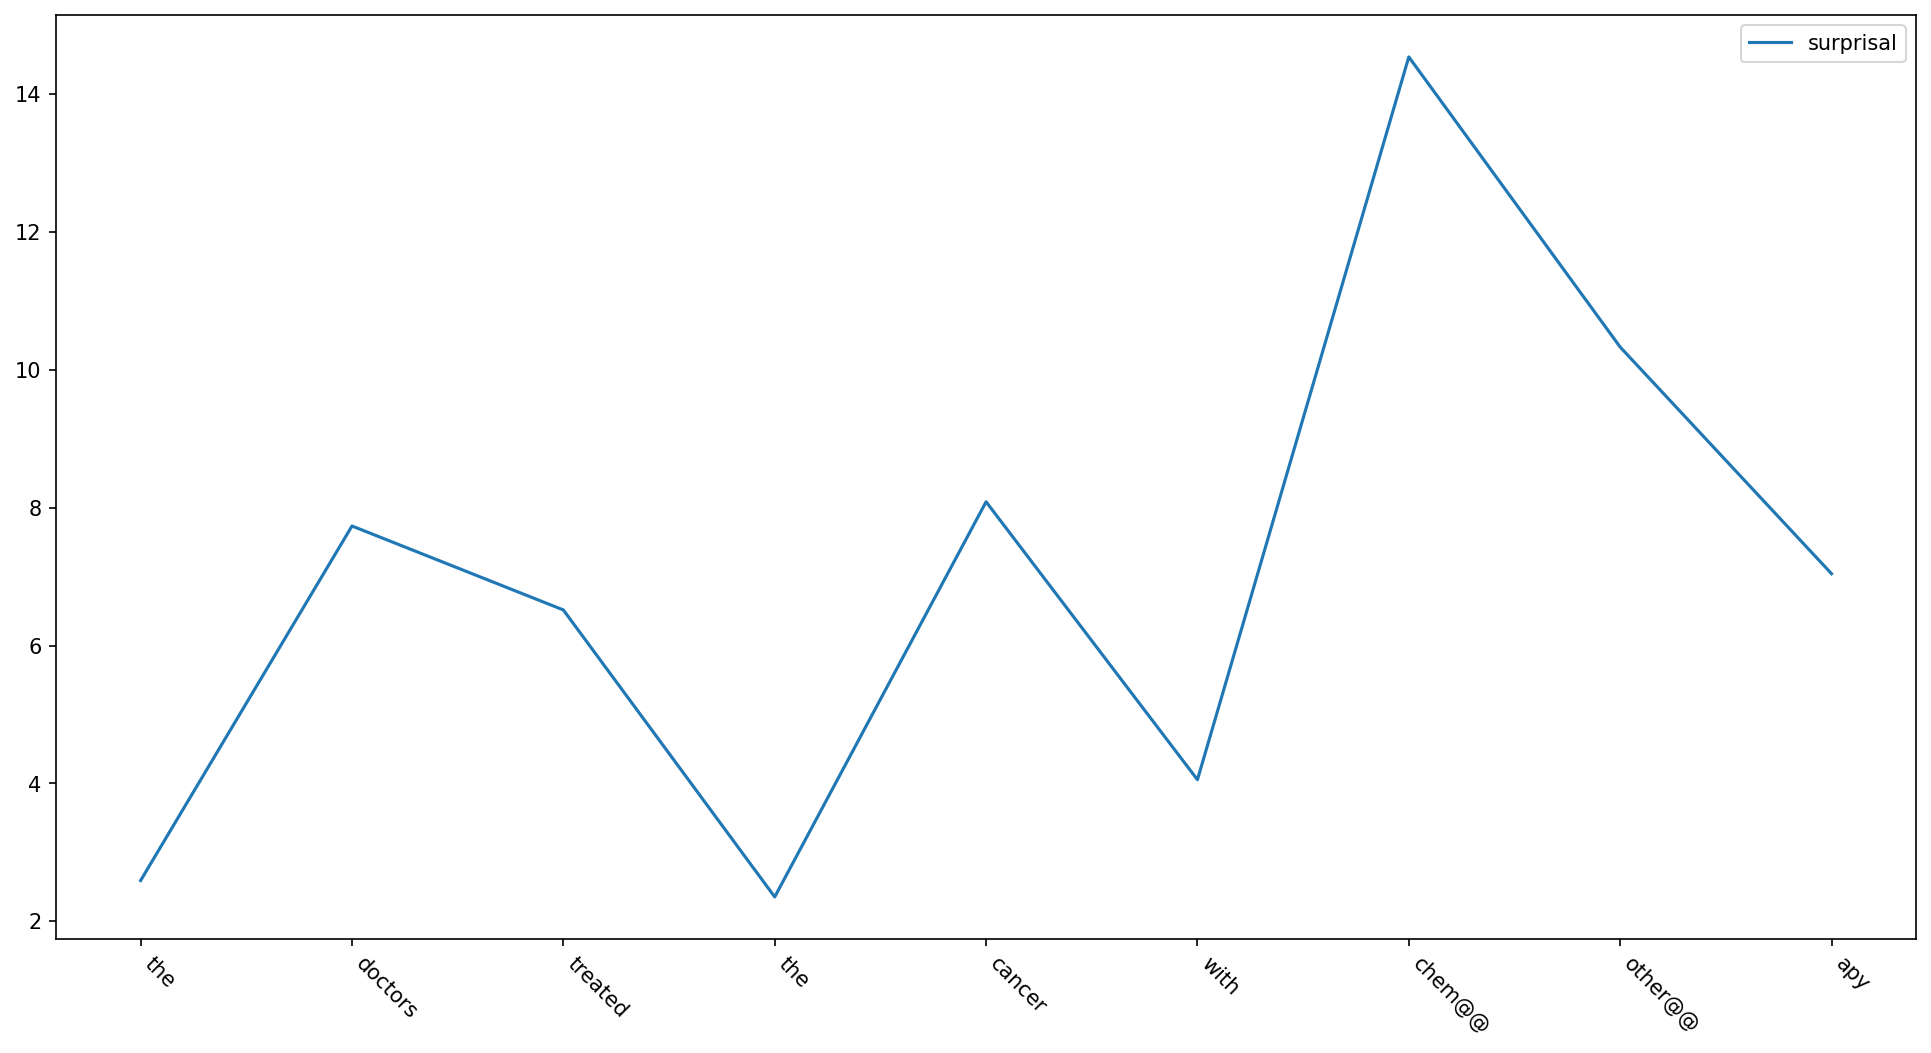 surprisal
14
12
10
8
6
4
2
the
doctors
treated
the
cancer
with
chem@@
other@@
apy